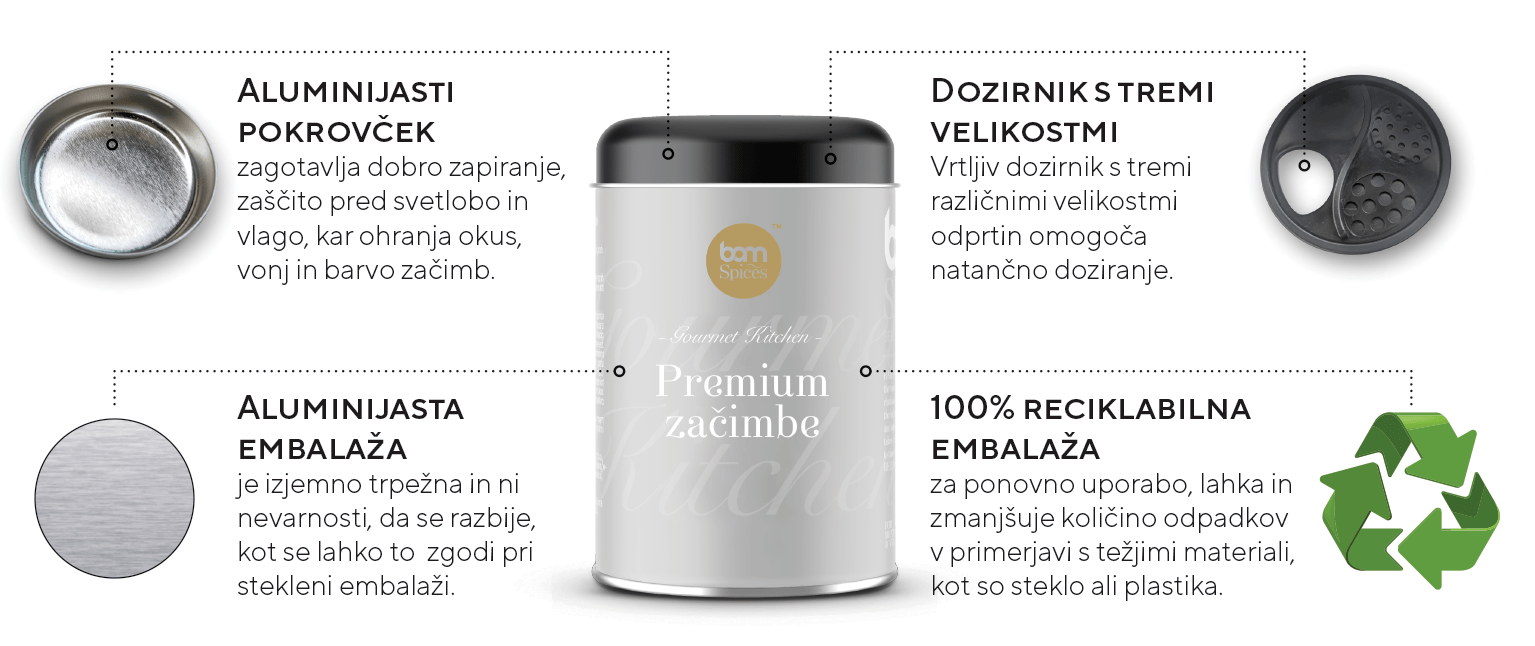 ALUMINIJASTI
POKROVČEK
zagotavlja dobro zapiranje,
zaščito pred svetlobo in
vlago, kar ohranja okus,
vonj in barvo začimb.
DOZIRNIK S TREMI
VELIKOSTMI
Vrtljiv dozirnik s tremi
različnimi velikostmi
odprtin omogoča
natančno doziranje.
bam
Spices
TM
- Gourmet Kitchen -
Premium
začimbe
Gourme
Kitchen
ALUMINIJASTA
EMBALAŽA
je izjemno trpežna in ni
nevarnosti, da se razbije,
kot se lahko to zgodi pri
stekleni embalaži.
100% RECIKLABILNA
EMBALAŽA
za ponovno uporabo, lahka in
zmanjšuje količino odpadkov
v primerjavi s težjimi materiali,
kot so steklo ali plastika.